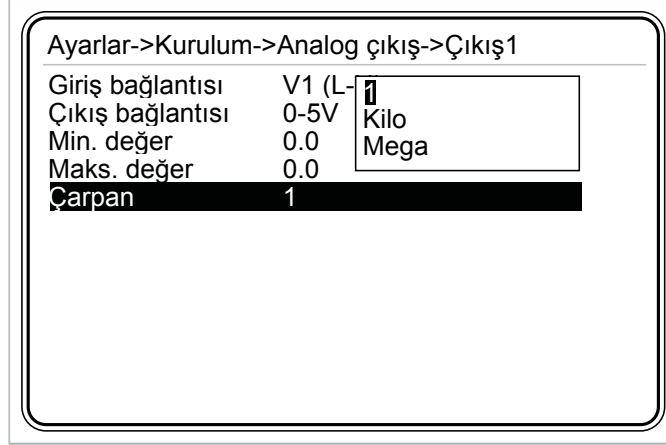 Ayarlar->Kurulum->Analog çıkış->Çıkış1
Giriş bağlantısı V1 (L-
Çıkış bağlantısı 0-5V
Min. değer 0.0
Maks. değer 0.0
Çarpan 1
1
Kilo
Mega